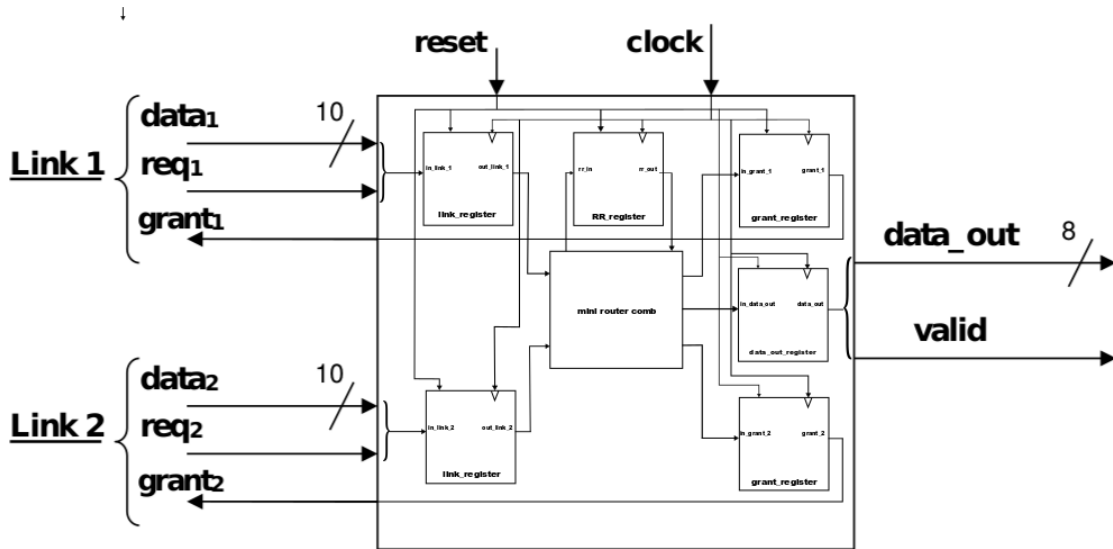 reset
clock
Link 1
data1
10
req1
grant1
in_link_1
out_link_1
link_register
rr_in
rr_out
RR_register
in_grant_1
grant_1
grant_register
mini router comb
in_data_out
data_out
data_out_register
data_out
8
valid
Link 2
data2
10
req2
grant2
in_link_2
out_link_2
link_register
in_grant_2
grant_2
grant_register